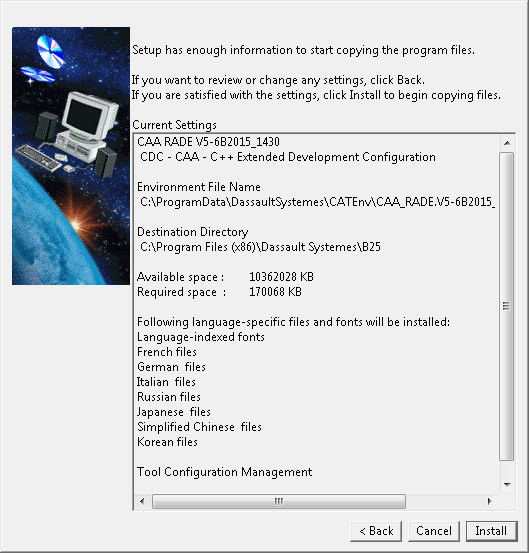 Setup has enough information to start copying the program files.
If you want to review or change any settings, click Back.
If you are satisfied with the settings, click Install to begin copying files.
Current Settings
CAA RADE V5-6B2015_1430
CDC - CAA - C++ Extended Development Configuration
Environment File Name
C:\ProgramData\DassaultSystemes\CATEnv\CAA_RADE.V5-6B2015_
Destination Directory
C:\Program Files (x86)\Dassault Systemes\B25
Available space : 10362028 KB
Required space : 170068 KB
Following language-specific files and fonts will be installed:
Language-indexed fonts
French files
German files
Italian files
Russian files
Japanese files
Simplified Chinese files
Korean files
Tool Configuration Management
< Back Cancel Install